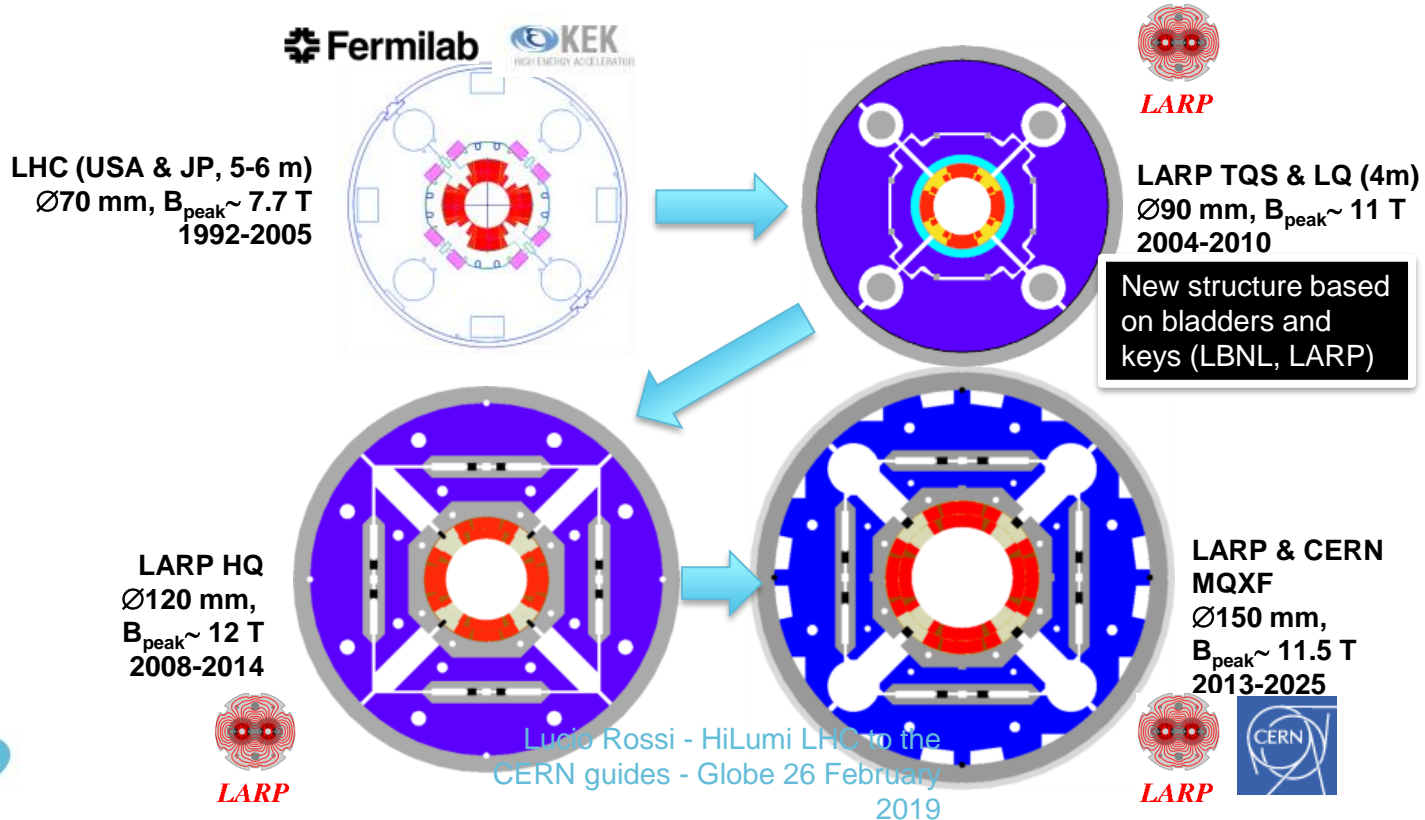 Fermilab
KEK
HIGH ENERGY ACCELERATOR
LARP
LHC (USA & JP, 5-6 m)
∅70 mm, Bpeak~ 7.7 T
1992-2005
LARP TQS & LQ (4m)
∅90 mm, Bpeak~ 11 T
2004-2010
New structure based
on bladders and
keys (LBNL, LARP)
LARP HQ
∅120 mm,
Bpeak~ 12 T
2008-2014
LARP & CERN
MQXF
∅150 mm,
Bpeak~ 11.5 T
2013-2025
LARP
Lucio Rossi - HiLumi LHC to the
CERN guides - Globe 26 February
2019
LARP
CERN